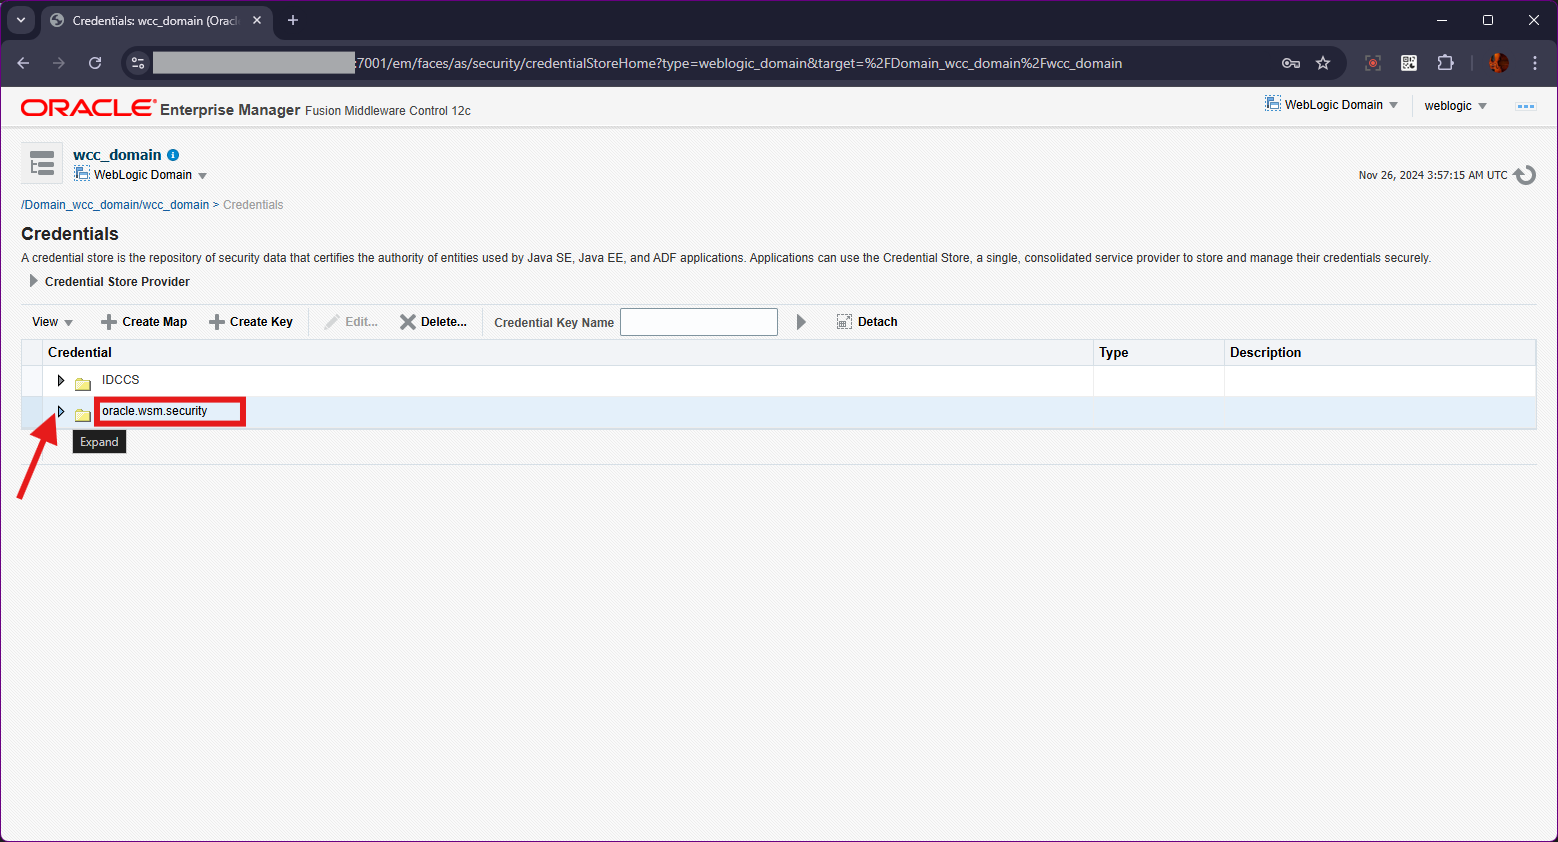 Credentials: wcc_domain (Oracl
:7001/em/faces/as/security/credentialStoreHome?type=weblogic_domain&target=%2FDomain_wcc_domain%2Fwcc_domain
ORACLE Enterprise Manager Fusion Middleware Control 12c
WebLogic Domain
weblogic
wcc_domain
WebLogic Domain
Nov 26, 2024 3:57:15 AM UTC
/Domain_wcc_domain/wcc_domain > Credentials
Credentials
A credential store is the repository of security data that certifies the authority of entities used by Java SE, Java EE, and ADF applications. Applications can use the Credential Store, a single, consolidated service provider to store and manage their credentials securely.
Credential Store Provider
View Create Map Create Key Edit... Delete... Credential Key Name Detach
Credential Type Description
IDCCS
oracle.wsm.security
Expand